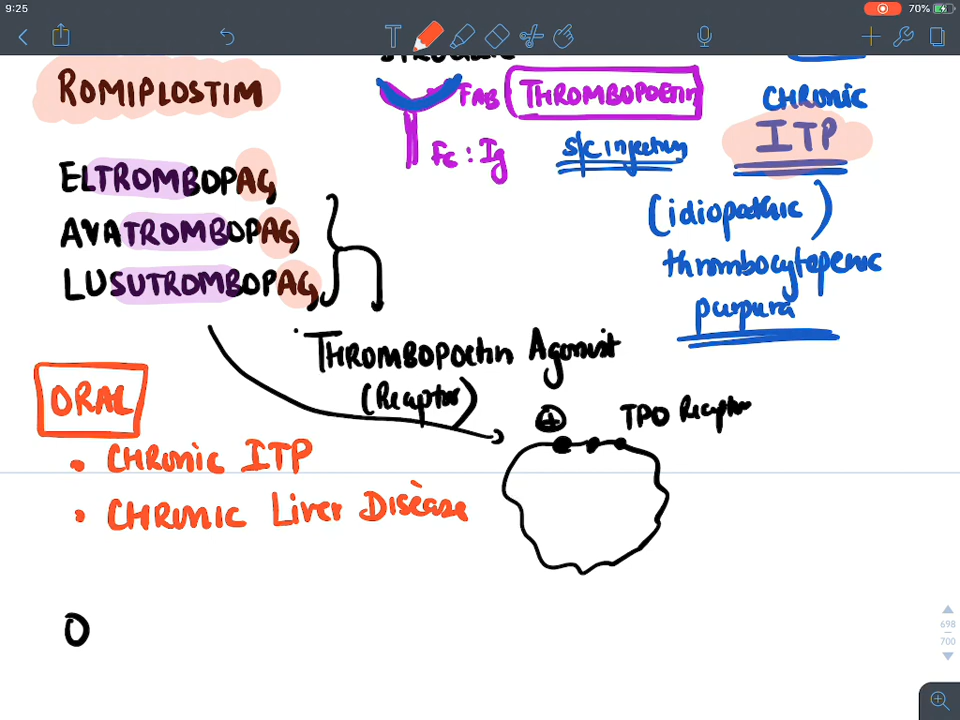 9:25
70%
T
ROMIPLOSTIM
FAB
THROMBOPOETIN
Fc : Ig
S/C injection
CHRONIC
ITP
(idiopathic)
thrombocytopenic
purpura
ELTROMBOPAG
AVATROMBOPAG
LUSUTROMBOPAG
THROMBOPOETIN Agonist
(Receptor)
ORAL
• CHRONIC ITP
• CHRONIC Liver Disease
+
TPO Receptor
O
698
700